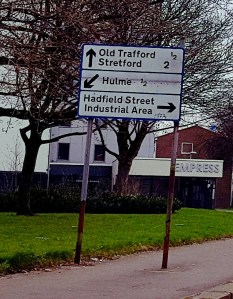 Old Trafford ½
Stretford 2
Hulme ½
Hadfield Street
Industrial Area
EMPRESS